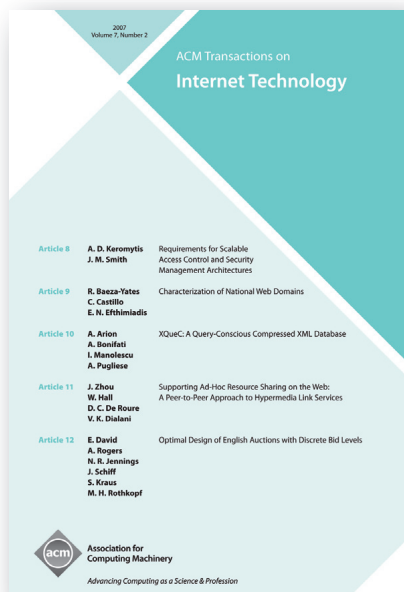 2007
Volume 7, Number 2
ACM Transactions on
Internet Technology
Article 8 A. D. Keromytis Requirements for Scalable
J. M. Smith Access Control and Security
Management Architectures
Article 9 R. Baeza-Yates Characterization of National Web Domains
C. Castillo
E. N. Efthimiadis
Article 10 A. Arion XQueC: A Query-Conscious Compressed XML Database
A. Bonifati
I. Manolescu
A. Pugliese
Article 11 J. Zhou Supporting Ad-Hoc Resource Sharing on the Web:
W. Hall A Peer-to-Peer Approach to Hypermedia Link Services
D. C. De Roure
V. K. Dialani
Article 12 E. David Optimal Design of English Auctions with Discrete Bid Levels
A. Rogers
N. R. Jennings
J. Schiff
S. Kraus
M. H. Rothkopf
acm
Association for
Computing Machinery
Advancing Computing as a Science & Profession